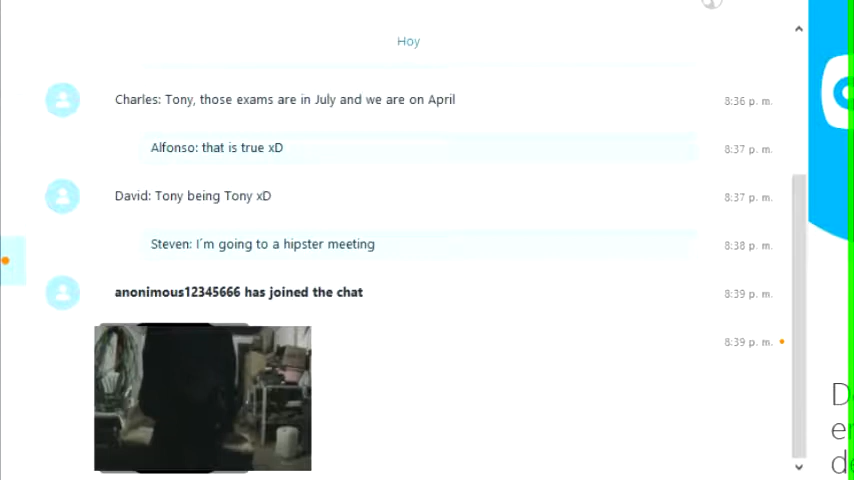 Hoy
Charles: Tony, those exams are in July and we are on April
8:36 p. m.
Alfonso: that is true xD
8:37 p. m.
David: Tony being Tony xD
8:37 p. m.
Steven: I´m going to a hipster meeting
8:38 p. m.
anonimous12345666 has joined the chat
8:39 p. m.
8:39 p. m.